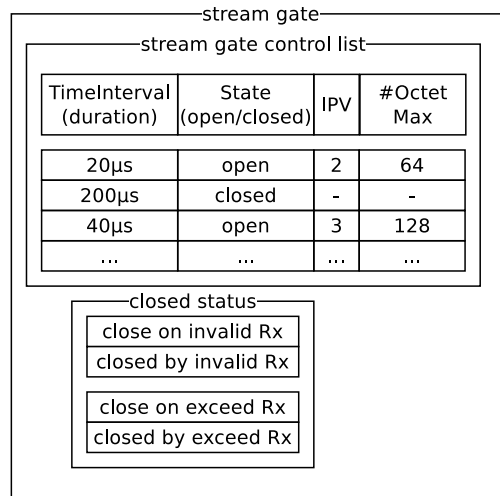 stream gate
stream gate control list
TimeInterval (duration) State (open/closed) IPV #Octet Max
20µs open 2 64
200µs closed - -
40µs open 3 128
... ... ... ...
closed status
close on invalid Rx
closed by invalid Rx
close on exceed Rx
closed by exceed Rx